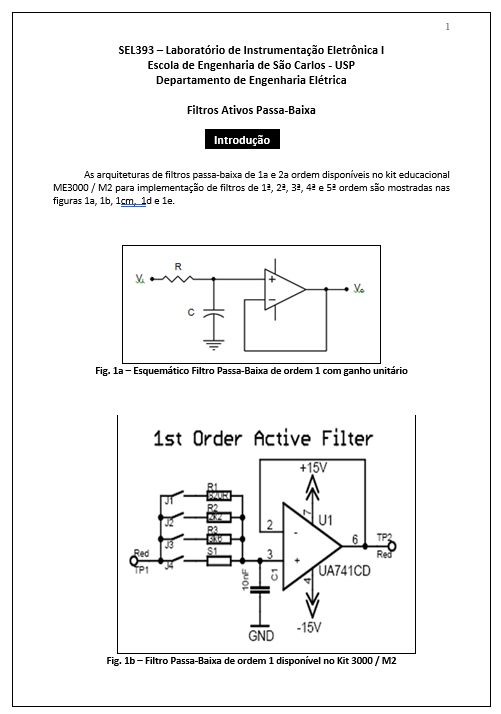 1
SEL393 – Laboratório de Instrumentação Eletrônica I
Escola de Engenharia de São Carlos - USP
Departamento de Engenharia Elétrica
Filtros Ativos Passa-Baixa
Introdução
As arquiteturas de filtros passa-baixa de 1a e 2a ordem disponíveis no kit educacional
ME3000 / M2 para implementação de filtros de 1ª, 2ª, 3ª, 4ª e 5ª ordem são mostradas nas
figuras 1a, 1b, 1cm, 1d e 1e.
R
Vi
+
Vo
−
C
Fig. 1a – Esquemático Filtro Passa-Baixa de ordem 1 com ganho unitário
1st Order Active Filter
+15V
R1
J1
820R
7
R2
J2
2K2
2
U1
-
R3
J3
3K6
6
TP2
Red
S1
Red
3
+
TP1
J4
10nF
C1
4
UA741CD
GND
-15V
Fig. 1b – Filtro Passa-Baixa de ordem 1 disponível no Kit 3000 / M2